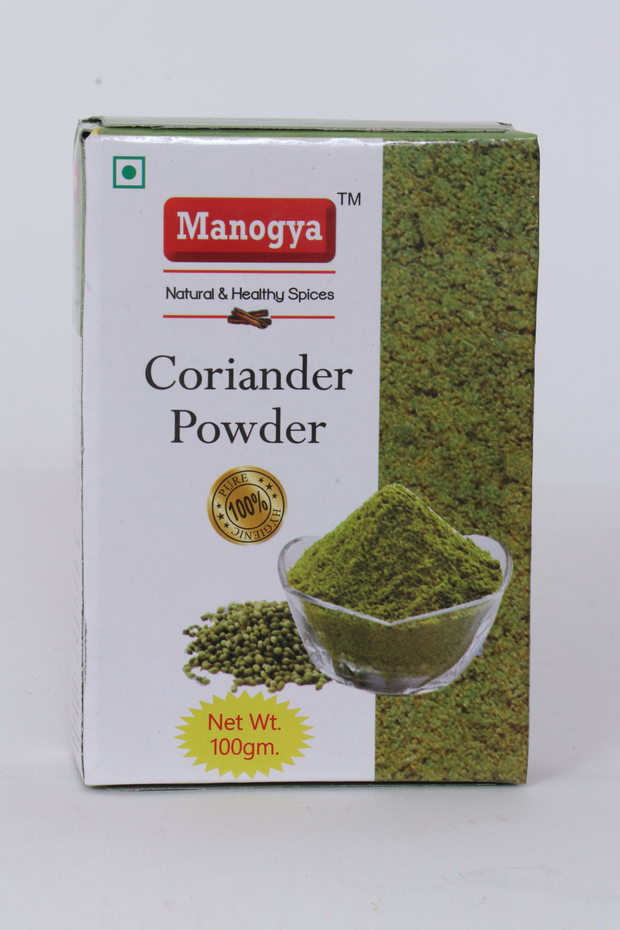 Manogya TM
Natural & Healthy Spices
Coriander
Powder
PURE
100%
HYGIENIC
Net Wt.
100gm.